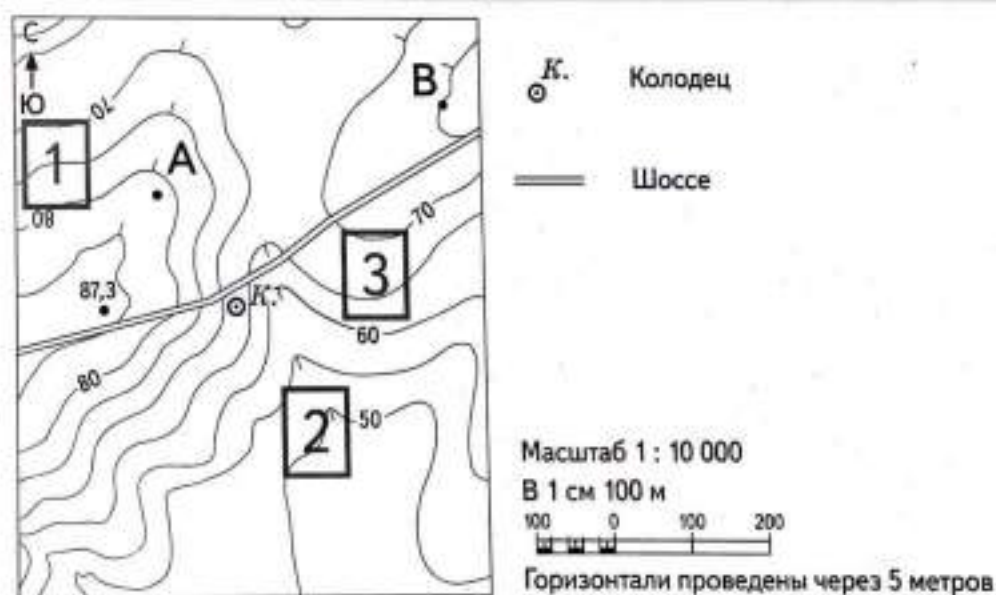 С
Ю
1
70
А
80
87,3
В
К.
80
70
3
60
2
50
К. Колодец
Шоссе
Масштаб 1 : 10 000
В 1 см 100 м
100 0 100 200
Горизонтали проведены через 5 метров